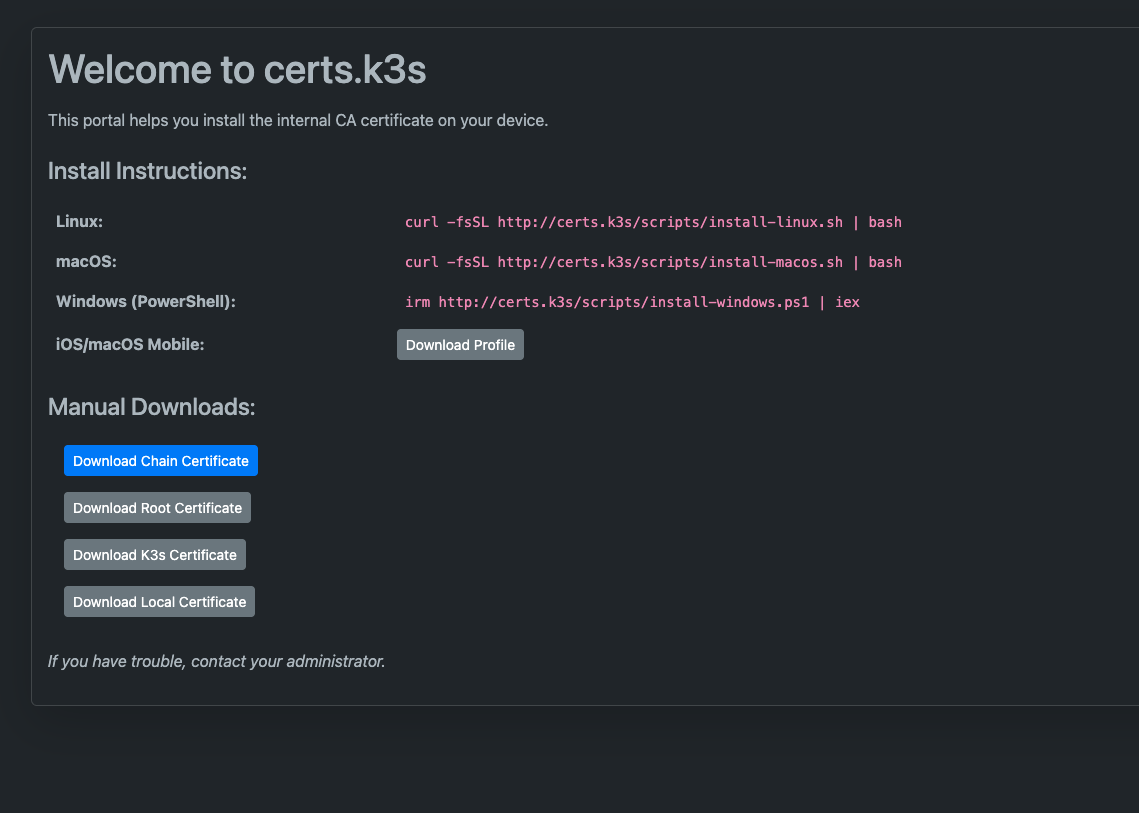 Welcome to certs.k3s
This portal helps you install the internal CA certificate on your device.
Install Instructions:
Linux: curl -fsSL http://certs.k3s/scripts/install-linux.sh | bash
macOS: curl -fsSL http://certs.k3s/scripts/install-macos.sh | bash
Windows (PowerShell): irm http://certs.k3s/scripts/install-windows.ps1 | iex
iOS/macOS Mobile: Download Profile
Manual Downloads:
Download Chain Certificate
Download Root Certificate
Download K3s Certificate
Download Local Certificate
If you have trouble, contact your administrator.